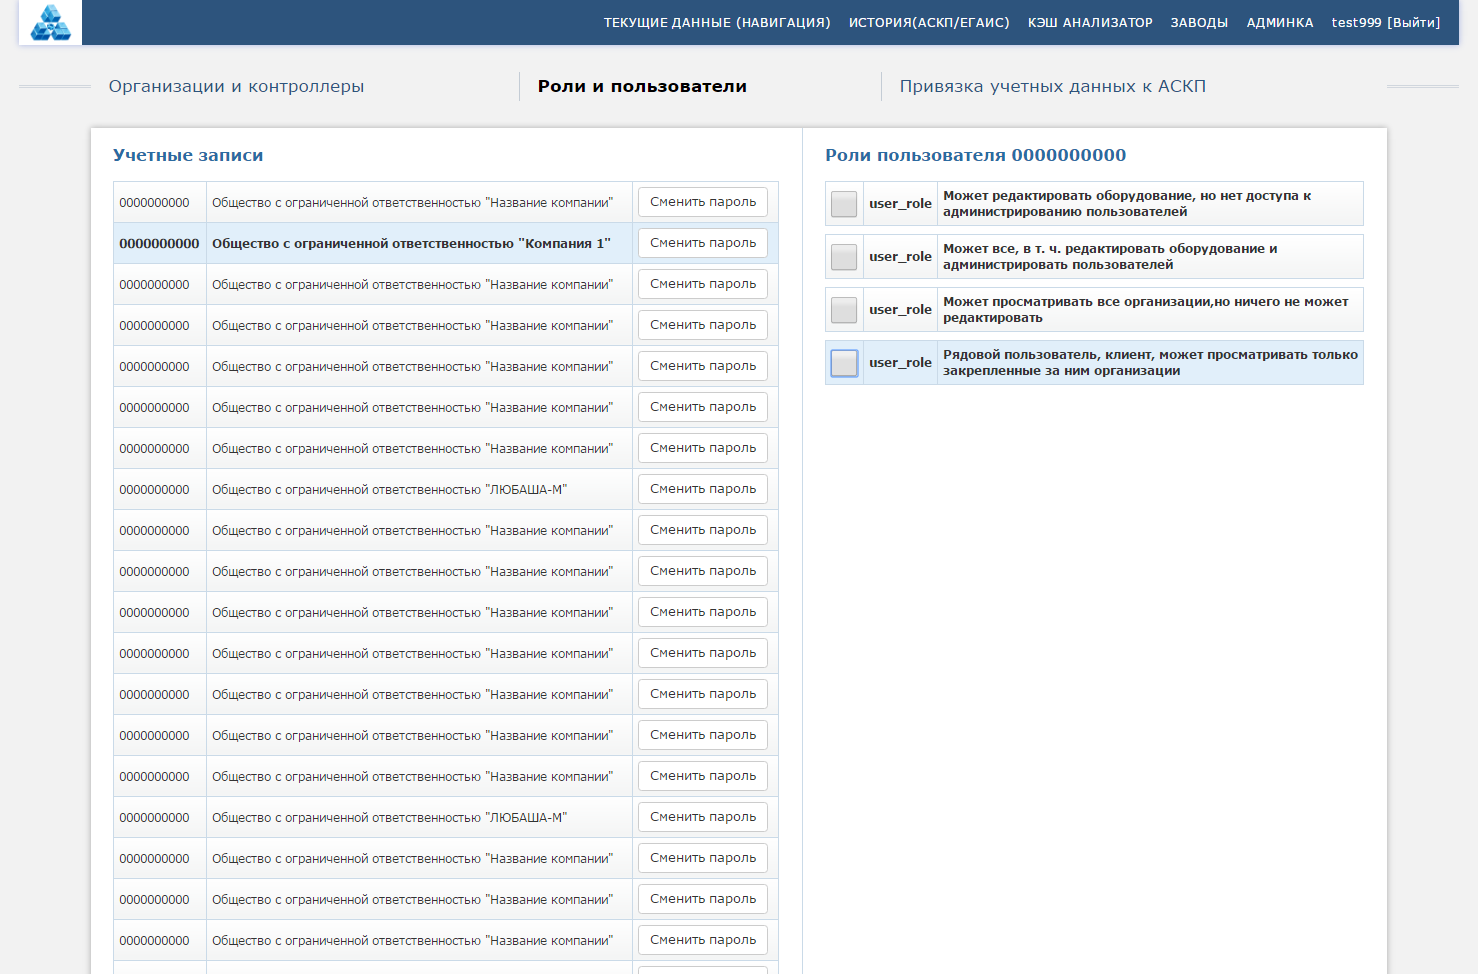 ТЕКУЩИЕ ДАННЫЕ (НАВИГАЦИЯ) ИСТОРИЯ(АСКП/ЕГАИС) КЭШ АНАЛИЗАТОР ЗАВОДЫ АДМИНКА test999 [Выйти]
Организации и контроллеры
Роли и пользователи
Привязка учетных данных к АСКП
Учетные записи
0000000000 Общество с ограниченной ответственностью "Название компании" Сменить пароль
0000000000 Общество с ограниченной ответственностью "Компания 1" Сменить пароль
0000000000 Общество с ограниченной ответственностью "Название компании" Сменить пароль
0000000000 Общество с ограниченной ответственностью "Название компании" Сменить пароль
0000000000 Общество с ограниченной ответственностью "Название компании" Сменить пароль
0000000000 Общество с ограниченной ответственностью "Название компании" Сменить пароль
0000000000 Общество с ограниченной ответственностью "Название компании" Сменить пароль
0000000000 Общество с ограниченной ответственностью "ЛЮБАША-М" Сменить пароль
0000000000 Общество с ограниченной ответственностью "Название компании" Сменить пароль
0000000000 Общество с ограниченной ответственностью "Название компании" Сменить пароль
0000000000 Общество с ограниченной ответственностью "Название компании" Сменить пароль
0000000000 Общество с ограниченной ответственностью "Название компании" Сменить пароль
0000000000 Общество с ограниченной ответственностью "Название компании" Сменить пароль
0000000000 Общество с ограниченной ответственностью "Название компании" Сменить пароль
0000000000 Общество с ограниченной ответственностью "Название компании" Сменить пароль
0000000000 Общество с ограниченной ответственностью "ЛЮБАША-М" Сменить пароль
0000000000 Общество с ограниченной ответственностью "Название компании" Сменить пароль
0000000000 Общество с ограниченной ответственностью "Название компании" Сменить пароль
0000000000 Общество с ограниченной ответственностью "Название компании" Сменить пароль
Роли пользователя 0000000000
user_role Может редактировать оборудование, но нет доступа к
администрированию пользователей
user_role Может все, в т. ч. редактировать оборудование и
администрировать пользователей
user_role Может просматривать все организации,но ничего не может
редактировать
user_role Рядовой пользователь, клиент, может просматривать только
закрепленные за ним организации